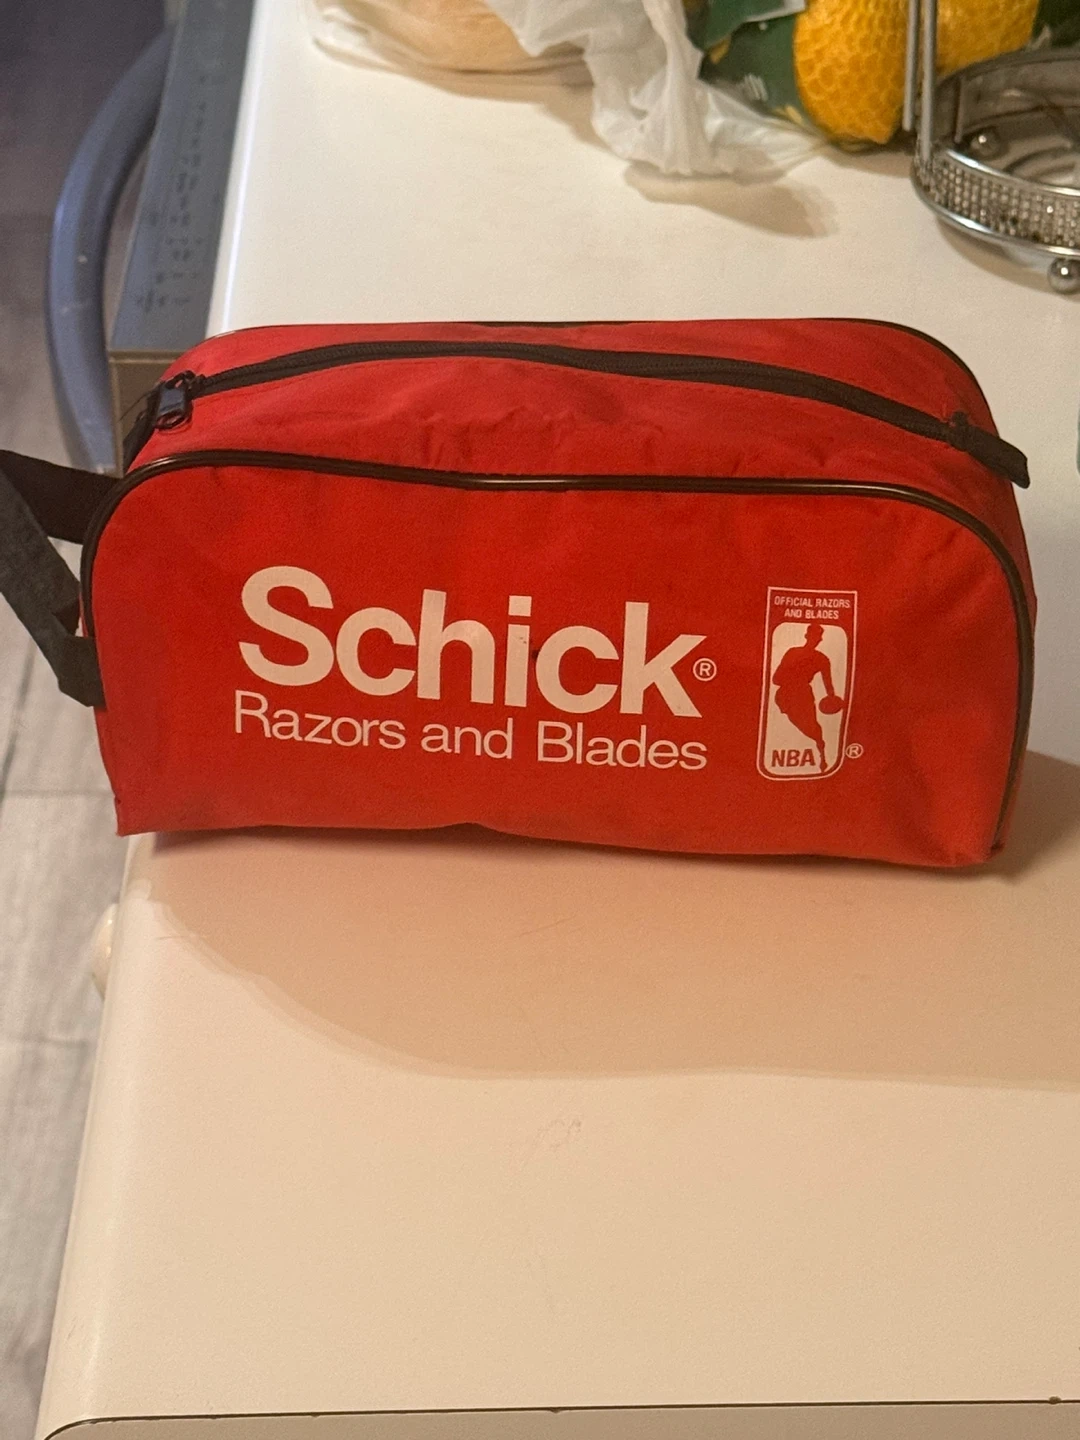 Schick®
Razors and Blades
OFFICIAL RAZORS
AND BLADES
NBA®